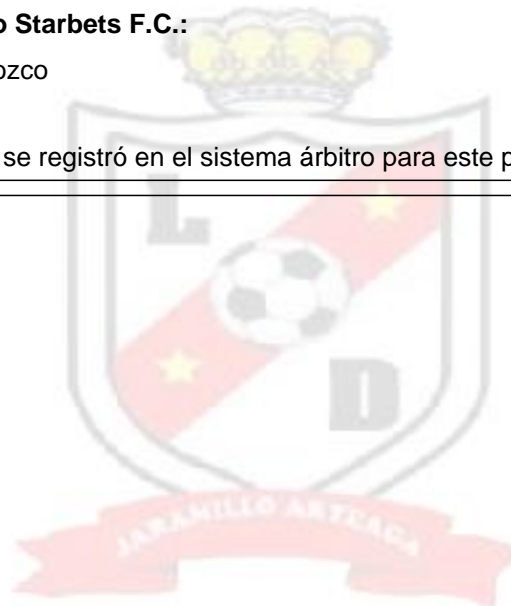 o Starbets F.C.:
ozco
se registró en el sistema árbitro para este p
L
D
JARAMILLO ARTEAGA